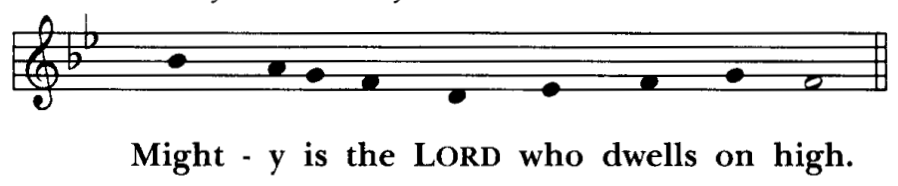 Might - y is the LORD who dwells on high.